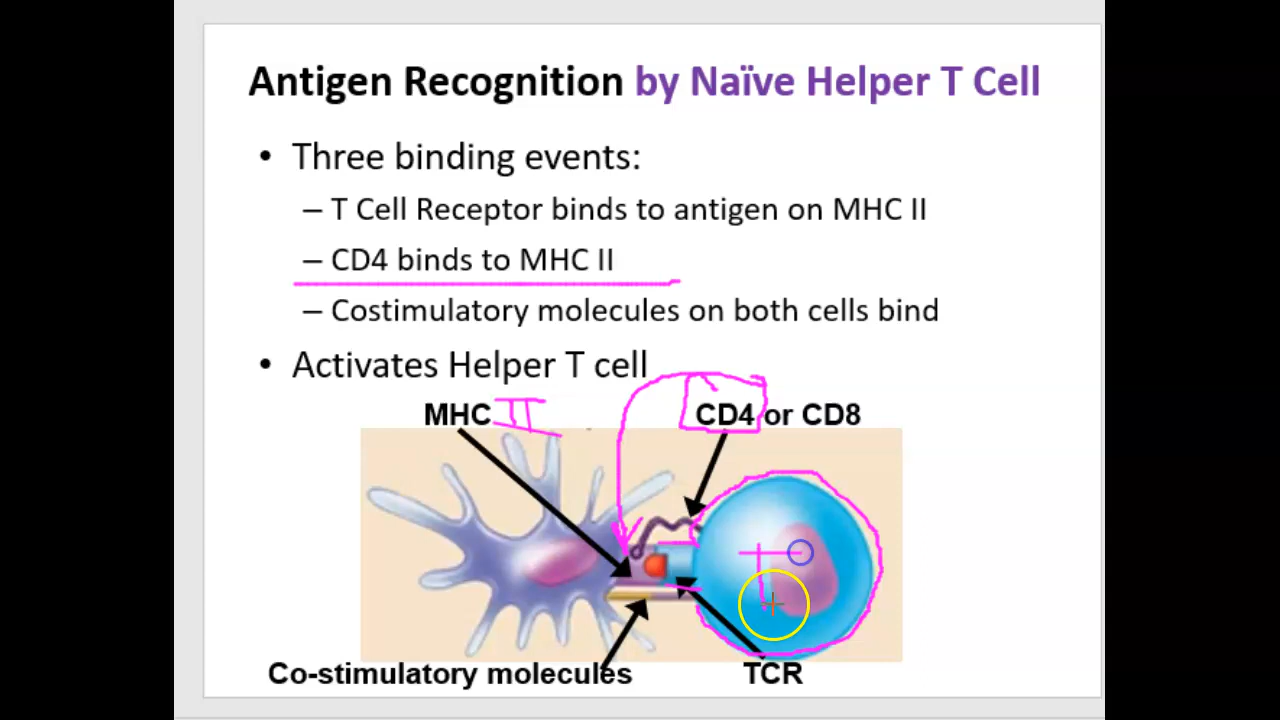 Antigen Recognition by Naïve Helper T Cell
• Three binding events:
– T Cell Receptor binds to antigen on MHC II
– CD4 binds to MHC II
– Costimulatory molecules on both cells bind
• Activates Helper T cell
MHC II
CD4 or CD8
T
Co-stimulatory molecules
TCR